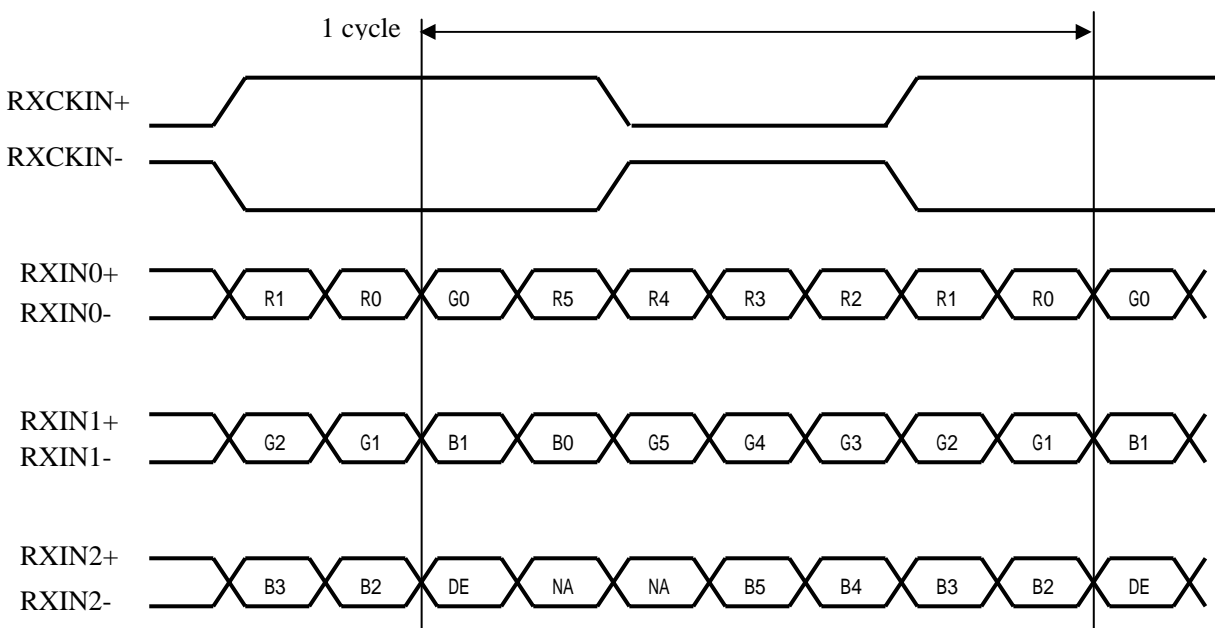 1 cycle
RXCKIN+
RXCKIN-
RXIN0+
RXIN0-
R1 R0 G0 R5 R4 R3 R2 R1 R0 G0
RXIN1+
RXIN1-
G2 G1 B1 B0 G5 G4 G3 G2 G1 B1
RXIN2+
RXIN2-
B3 B2 DE NA NA B5 B4 B3 B2 DE